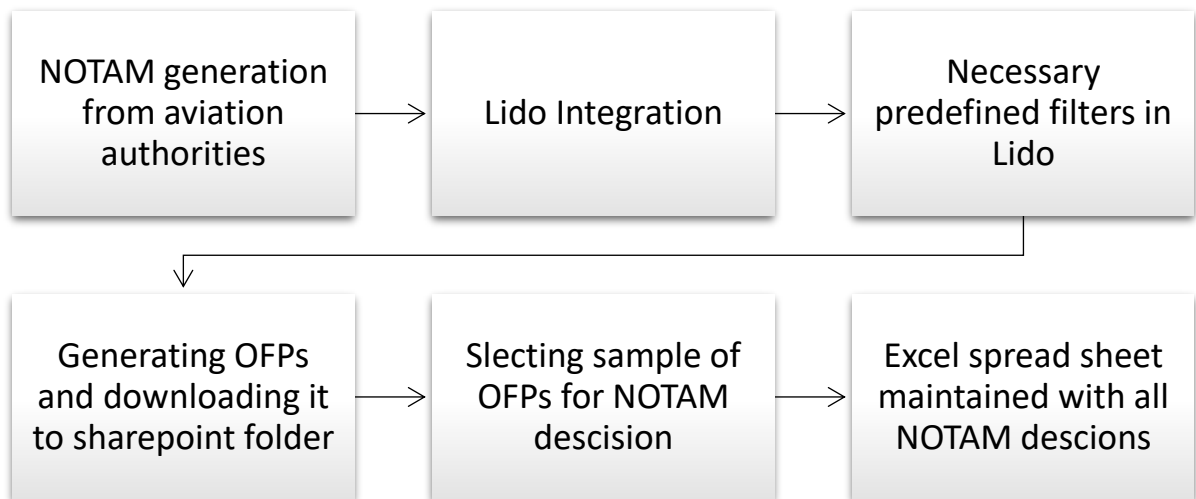 NOTAM generation
from aviation
authorities
Lido Integration
Necessary
predefined filters in
Lido
Generating OFPs
and downloading it
to sharepoint folder
Slecting sample of
OFPs for NOTAM
descision
Excel spread sheet
maintained with all
NOTAM descions